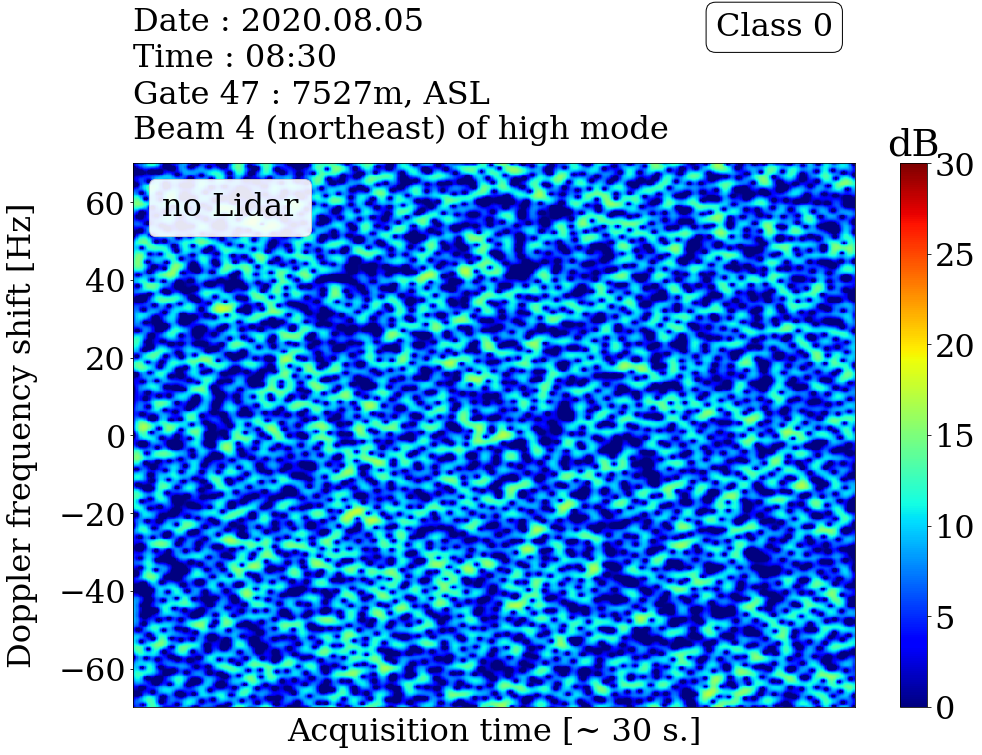 Date : 2020.08.05
Time : 08:30
Gate 47 : 7527m, ASL
Beam 4 (northeast) of high mode
Class 0
dB
no Lidar
Doppler frequency shift [Hz]
60
40
20
0
−20
−40
−60
Acquisition time [~ 30 s.]
30
25
20
15
10
5
0